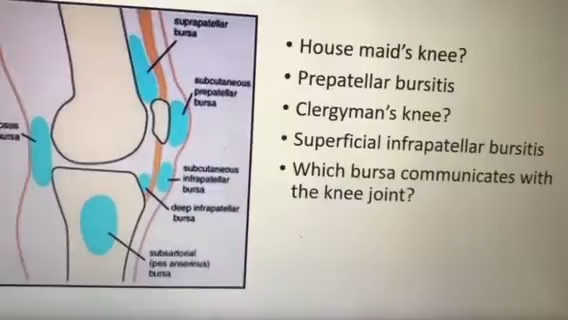 suprapatellar
bursa
subcutaneous
prepatellar
bursa
subcutaneous
infrapatellar
bursa
deep infrapatellar
bursa
subsartorial
(pes anserinus)
bursa
• House maid's knee?
• Prepatellar bursitis
• Clergyman's knee?
• Superficial infrapatellar bursitis
• Which bursa communicates with
the knee joint?